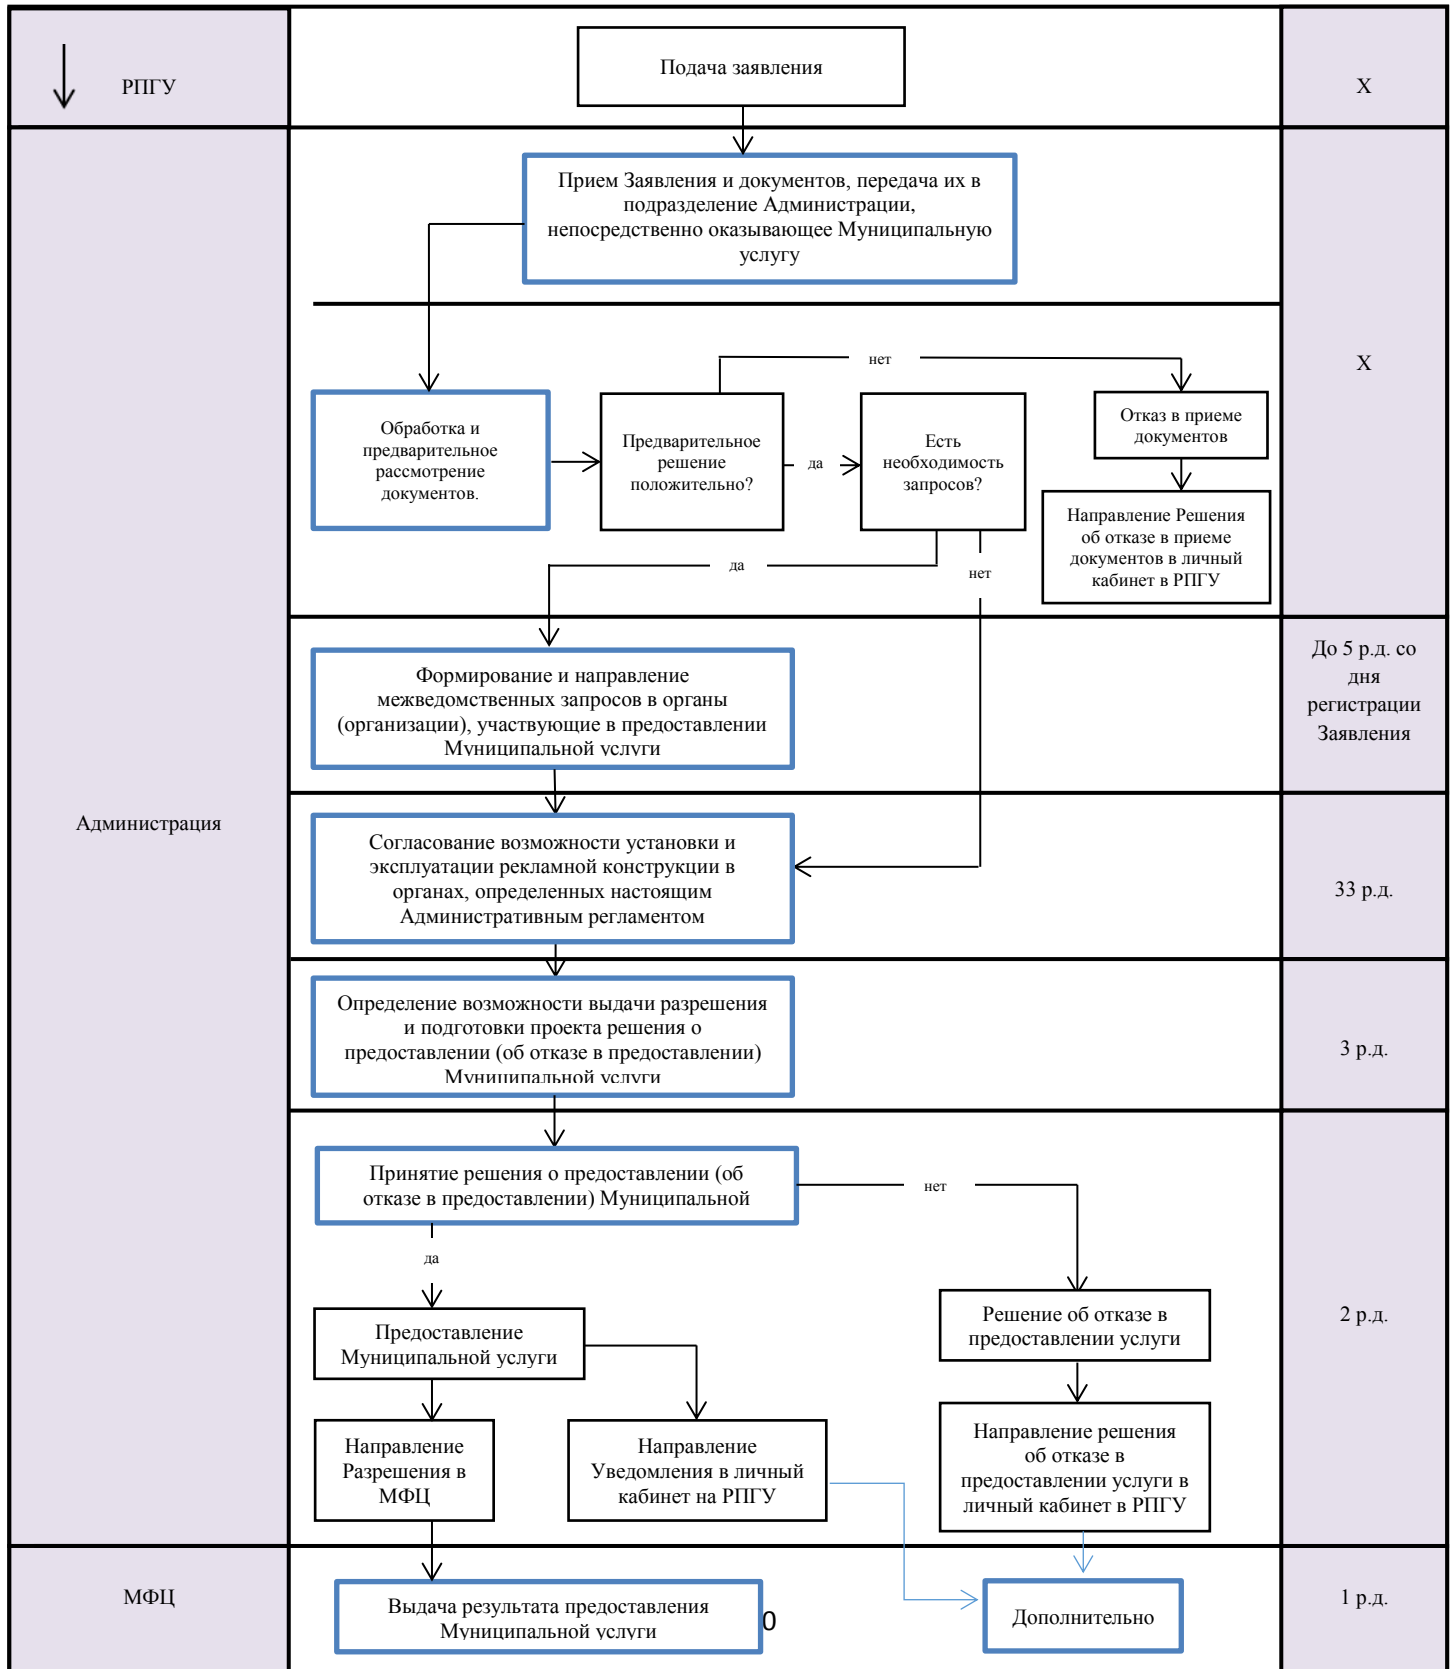 РПГУ
Подача заявления
Х
Прием Заявления и документов, передача их в
подразделение Администрации,
непосредственно оказывающее Муниципальную
услугу
Х
нет
Обработка и
предварительное
рассмотрение
документов.
Предварительное
решение
положительно?
да
Есть
необходимость
запросов?
Отказ в приеме
документов
Направление Решения
об отказе в приеме
документов в личный
кабинет в РПГУ
да
нет
Администрация
Формирование и направление
межведомственных запросов в органы
(организации), участвующие в предоставлении
Муниципальной услуги
До 5 р.д. со
дня
регистрации
Заявления
Согласование возможности установки и
эксплуатации рекламной конструкции в
органах, определенных настоящим
Административным регламентом
33 р.д.
Определение возможности выдачи разрешения
и подготовки проекта решения о
предоставлении (об отказе в предоставлении)
Муниципальной услуги
3 р.д.
Принятие решения о предоставлении (об
отказе в предоставлении) Муниципальной
нет
да
Предоставление
Муниципальной услуги
Решение об отказе в
предоставлении услуги
2 р.д.
Направление
Разрешения в
МФЦ
Направление
Уведомления в личный
кабинет на РПГУ
Направление решения
об отказе в
предоставлении услуги в
личный кабинет в РПГУ
МФЦ
Выдача результата предоставления
Муниципальной услуги
0
Дополнительно
1 р.д.